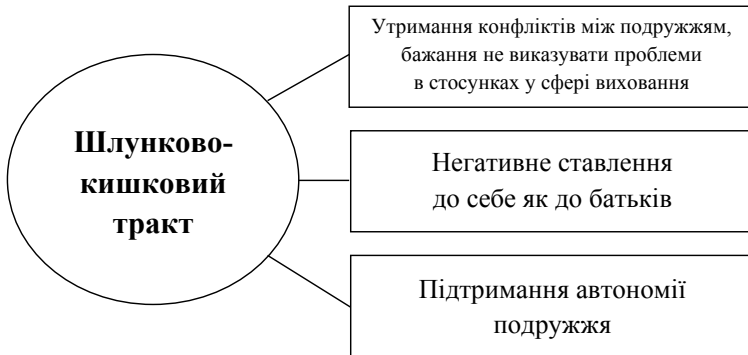 Утримання конфліктів між подружжям,
бажання не виказувати проблеми
в стосунках у сфері виховання
Шлунково-
кишковий
тракт
Негативне ставлення
до себе як до батьків
Підтримання автономії
подружжя